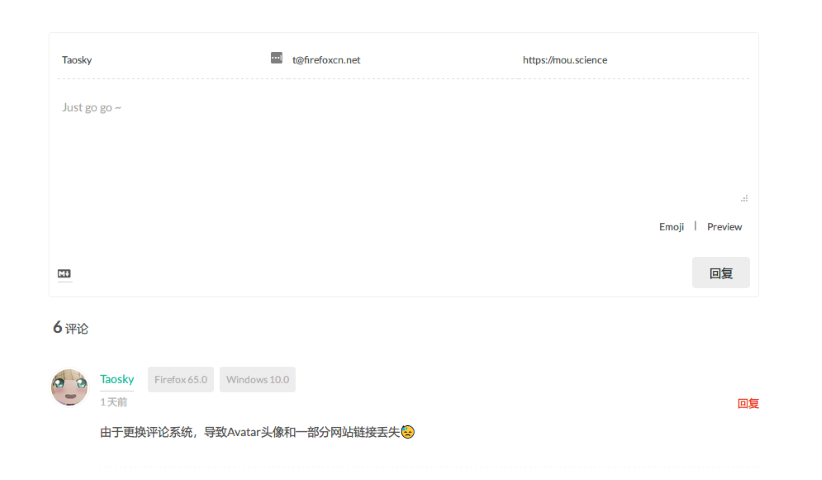 Taosky t@firefoxcn.net https://mou.science
Just go go ~
Emoji | Preview
M↓ 回复
6 评论
Taosky Firefox 65.0 Windows 10.0
1 天前 回复
由于更换评论系统，导致Avatar头像和一部分网站链接丢失😓